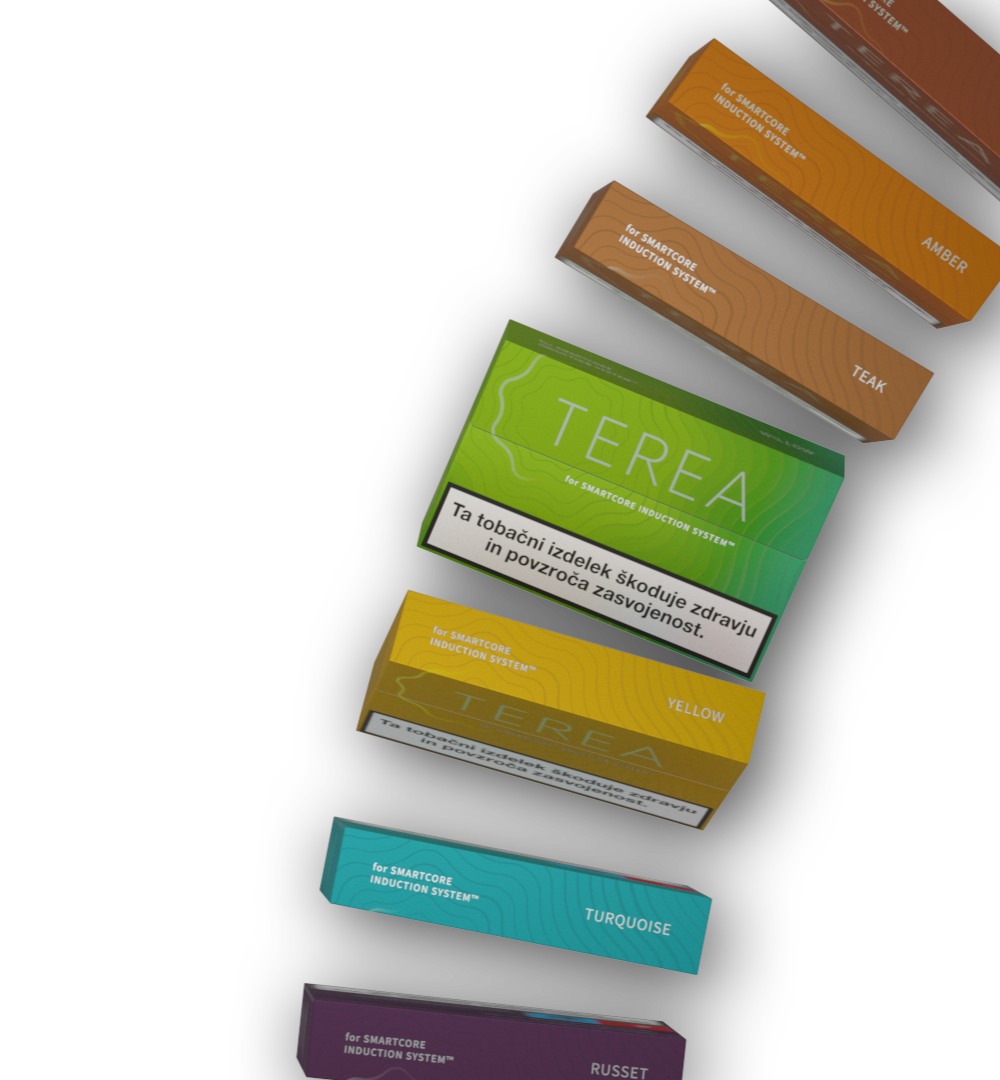 SYSTEM™
TEREA
for SMARTCORE
INDUCTION SYSTEM™
AMBER
for SMARTCORE
INDUCTION SYSTEM™
TEAK
WILLOW
TEREA
for SMARTCORE INDUCTION SYSTEM™
Ta tobačni izdelek škoduje zdravju
in povzroča zasvojenost.
for SMARTCORE
INDUCTION SYSTEM™
YELLOW
TEREA
Ta tobačni izdelek škoduje zdravju
in povzroča zasvojenost.
for SMARTCORE
INDUCTION SYSTEM™
TURQUOISE
for SMARTCORE
INDUCTION SYSTEM™
RUSSET